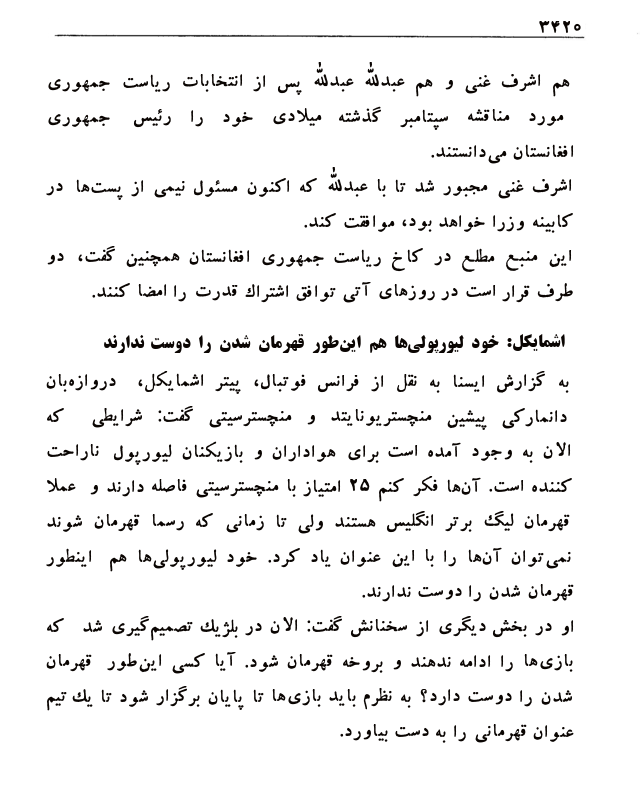 ۳۴۲۰
هم اشرف غنی و هم عبدالله عبدالله پس از انتخابات ریاست جمهوری
مورد مناقشه سپتامبر گذشته میلادی خود را رئیس جمهوری
افغانستان می‌دانستند.
اشرف غنی مجبور شد تا با عبدالله که اکنون مسئول نیمی از پست‌ها در
کابینه وزرا خواهد بود، موافقت کند.
این منبع مطلع در کاخ ریاست جمهوری افغانستان همچنین گفت، دو
طرف قرار است در روزهای آتی توافق اشتراك قدرت را امضا کنند.
اشمایکل: خود لیورپولی‌ها هم این‌طور قهرمان شدن را دوست ندارند
به گزارش ایسنا به نقل از فرانس فوتبال، پیتر اشمایکل، دروازه‌بان
دانمارکی پیشین منچستریونایتد و منچسترسیتی گفت: شرایطی که
الان به وجود آمده است برای هواداران و بازیکنان لیورپول ناراحت
کننده است. آن‌ها فکر کنم ۲۵ امتیاز با منچسترسیتی فاصله دارند و عملا
قهرمان لیگ برتر انگلیس هستند ولی تا زمانی که رسما قهرمان شوند
نمی‌توان آن‌ها را با این عنوان یاد کرد. خود لیورپولی‌ها هم اینطور
قهرمان شدن را دوست ندارند.
او در بخش دیگری از سخنانش گفت: الان در بلژیك تصمیم‌گیری شد که
بازی‌ها را ادامه ندهند و بروخه قهرمان شود. آیا کسی این‌طور قهرمان
شدن را دوست دارد؟ به نظرم باید بازی‌ها تا پایان برگزار شود تا یك تیم
عنوان قهرمانی را به دست بیاورد.